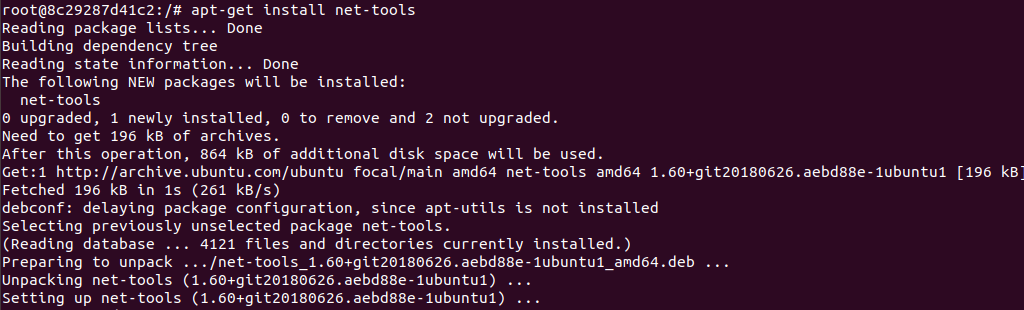 root@8c29287d41c2:/# apt-get install net-tools
Reading package lists... Done
Building dependency tree
Reading state information... Done
The following NEW packages will be installed:
  net-tools
0 upgraded, 1 newly installed, 0 to remove and 2 not upgraded.
Need to get 196 kB of archives.
After this operation, 864 kB of additional disk space will be used.
Get:1 http://archive.ubuntu.com/ubuntu focal/main amd64 net-tools amd64 1.60+git20180626.aebd88e-1ubuntu1 [196 kB]
Fetched 196 kB in 1s (261 kB/s)
debconf: delaying package configuration, since apt-utils is not installed
Selecting previously unselected package net-tools.
(Reading database ... 4121 files and directories currently installed.)
Preparing to unpack .../net-tools_1.60+git20180626.aebd88e-1ubuntu1_amd64.deb ...
Unpacking net-tools (1.60+git20180626.aebd88e-1ubuntu1) ...
Setting up net-tools (1.60+git20180626.aebd88e-1ubuntu1) ...